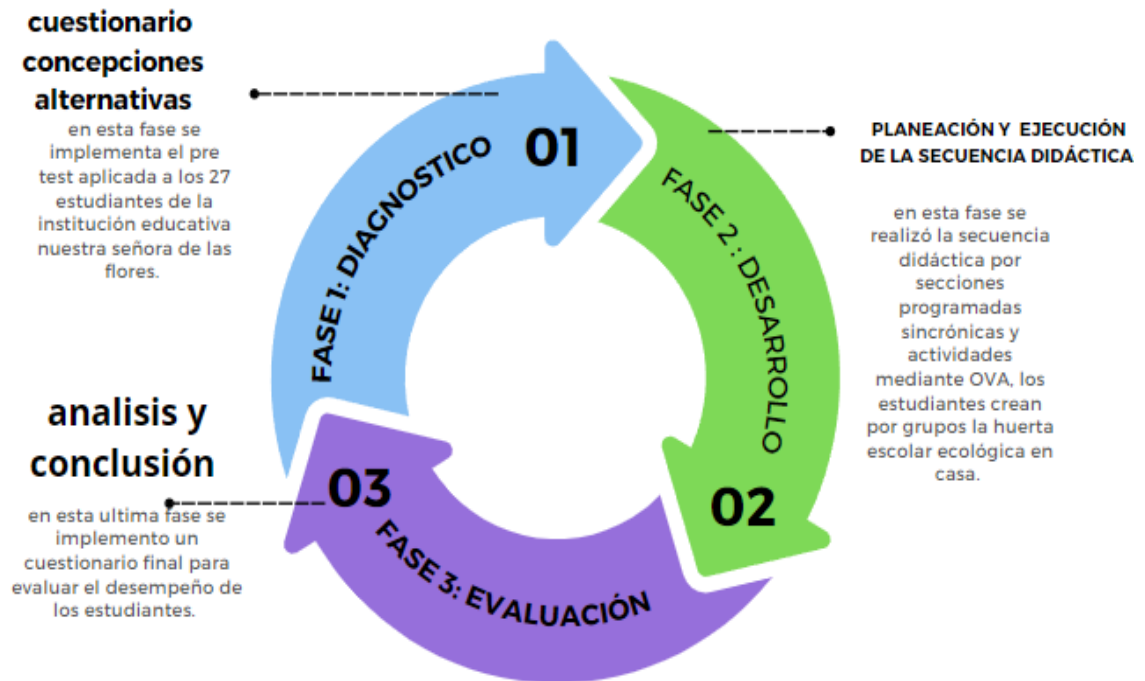 cuestionario
concepciones
alternativas
en esta fase se
implementa el pre
test aplicada a los 27
estudiantes de la
institución educativa
nuestra señora de las
flores.
FASE 1: DIAGNOSTICO
01
PLANEACIÓN Y EJECUCIÓN
DE LA SECUENCIA DIDÁCTICA
en esta fase se
realizó la secuencia
didáctica por
secciones
programadas
sincrónicas y
actividades
mediante OVA, los
estudiantes crean
por grupos la huerta
escolar ecológica en
casa.
FASE 2 : DESARROLLO
02
analisis y
conclusión
en esta ultima fase se
implemento un
cuestionario final para
evaluar el desempeño de
los estudiantes.
03
FASE 3: EVALUACIÓN